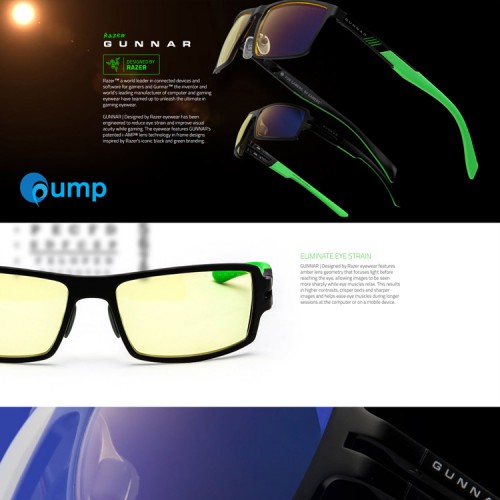 RAZER
GUNNAR
DESIGNED BY
RAZER
Razer™ a world leader in connected devices and
software for gamers and Gunnar™ the inventor and
world's leading manufacturer of computer and gaming
eyewear have teamed up to unleash the ultimate in
gaming eyewear.
GUNNAR | Designed by Razer eyewear has been
engineered to reduce eye strain and improve visual
acuity while gaming. The eyewear features GUNNAR's
patented i-AMP® lens technology in frame designs
inspired by Razer's iconic black and green branding.
GUNNAR
pump
P E C F D
E D F C Z P
F E L O P Z D
ELIMINATE EYE STRAIN
GUNNAR | Designed by Razer eyewear features
amber lens geometry that focuses light before
reaching the eye, allowing images to be seen
more sharply while eye muscles relax. This results
in higher contrasts, crisper texts and sharper
images and helps ease eye muscles during longer
sessions at the computer or on a mobile device.
GUNNAR